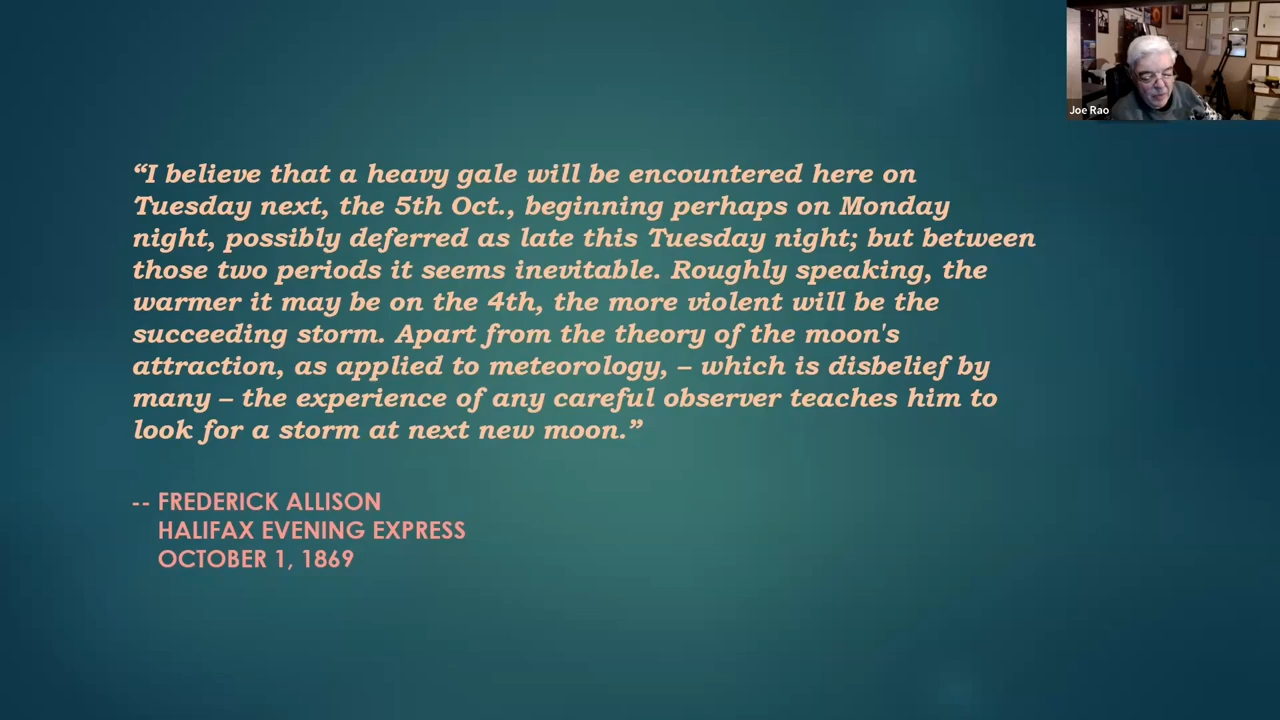 Joe Rao
“I believe that a heavy gale will be encountered here on
Tuesday next, the 5th Oct., beginning perhaps on Monday
night, possibly deferred as late this Tuesday night; but between
those two periods it seems inevitable. Roughly speaking, the
warmer it may be on the 4th, the more violent will be the
succeeding storm. Apart from the theory of the moon's
attraction, as applied to meteorology, – which is disbelief by
many – the experience of any careful observer teaches him to
look for a storm at next new moon.”
-- FREDERICK ALLISON
HALIFAX EVENING EXPRESS
OCTOBER 1, 1869